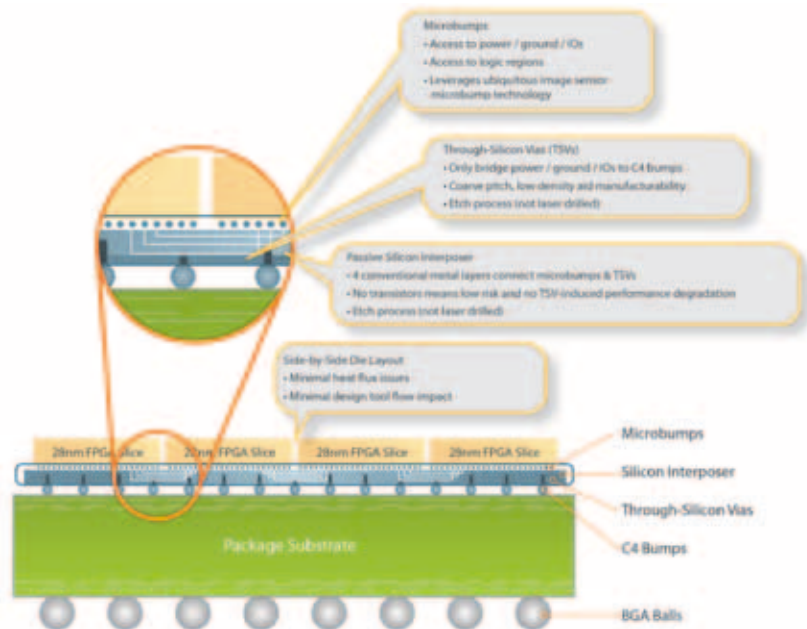 Microbumps
• Access to power / ground / IOs
• Access to logic regions
• Leverages ubiquitous image sensor
microbump technology
Through-Silicon Vias (TSVs)
• Only bridge power / ground / IOs to C4 Bumps
• Coarse pitch, low density aid manufacturability
• Etch process (not laser drilled)
Passive Silicon Interposer
• 4 conventional metal layers connect microbumps & TSVs
• No transistors means low risk and no TSV-induced performance degradation
• Etch process (not laser drilled)
Side-by-Side Die Layout
• Minimal heat flux issues
• Minimal design tool flow impact
28nm FPGA Slice
28nm FPGA Slice
28nm FPGA Slice
28nm FPGA Slice
Microbumps
Silicon Interposer
Through-Silicon Vias
C4 Bumps
Package Substrate
BGA Balls